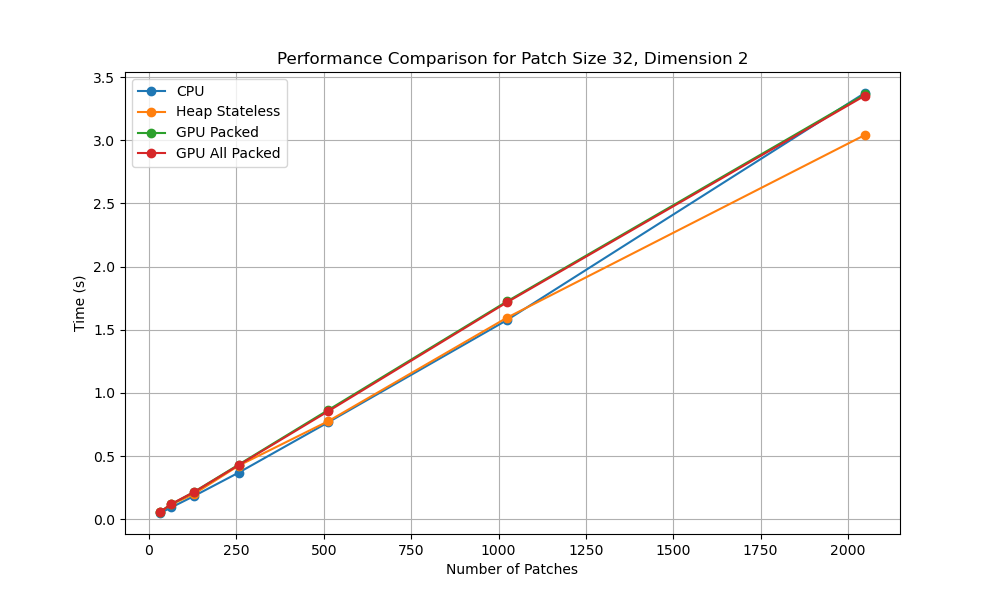 Performance Comparison for Patch Size 32, Dimension 2
CPU
Heap Stateless
GPU Packed
GPU All Packed
3.5
3.0
2.5
2.0
1.5
1.0
0.5
0.0
Time (s)
0 250 500 750 1000 1250 1500 1750 2000
Number of Patches